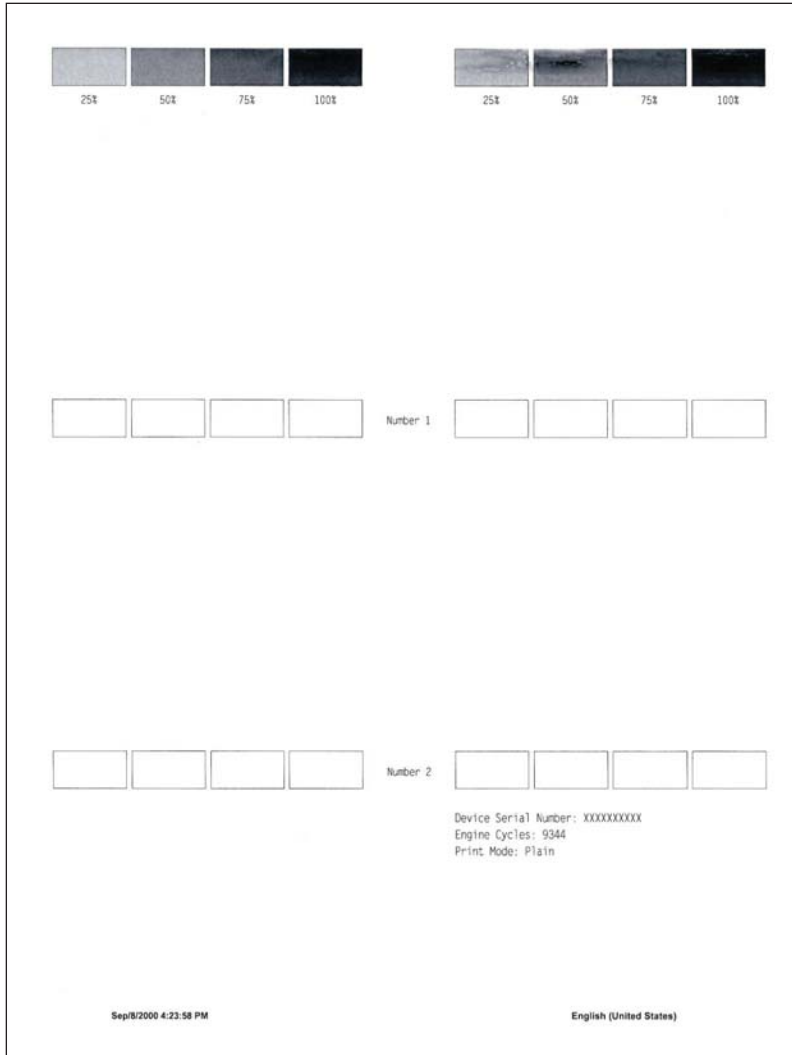 25% 50% 75% 100% 25% 50% 75% 100%
Number 1
Number 2
Device Serial Number: XXXXXXXXXX
Engine Cycles: 9344
Print Mode: Plain
Sep/8/2000 4:23:58 PM English (United States)